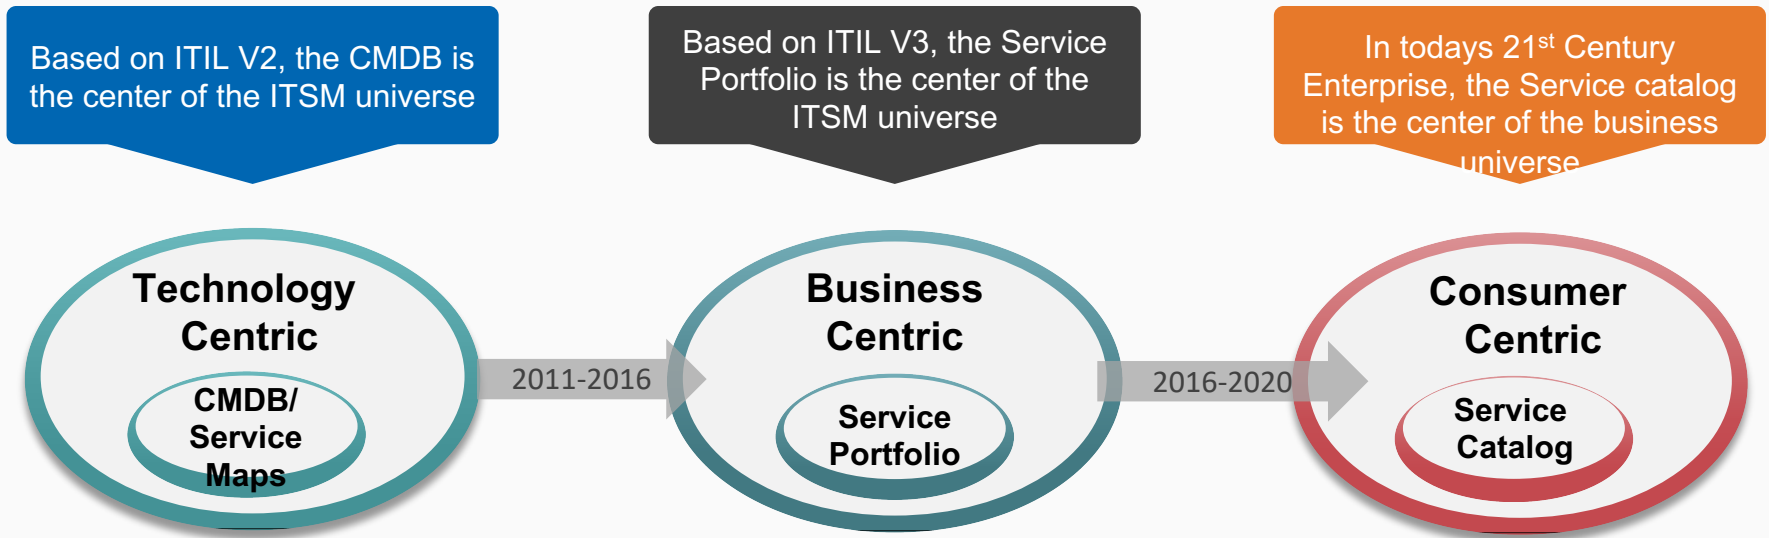 Based on ITIL V2, the CMDB is
the center of the ITSM universe
Based on ITIL V3, the Service
Portfolio is the center of the
ITSM universe
In todays 21st Century
Enterprise, the Service catalog
is the center of the business
universe
Technology
Centric
CMDB/
Service
Maps
2011-2016
Business
Centric
Service
Portfolio
2016-2020
Consumer
Centric
Service
Catalog